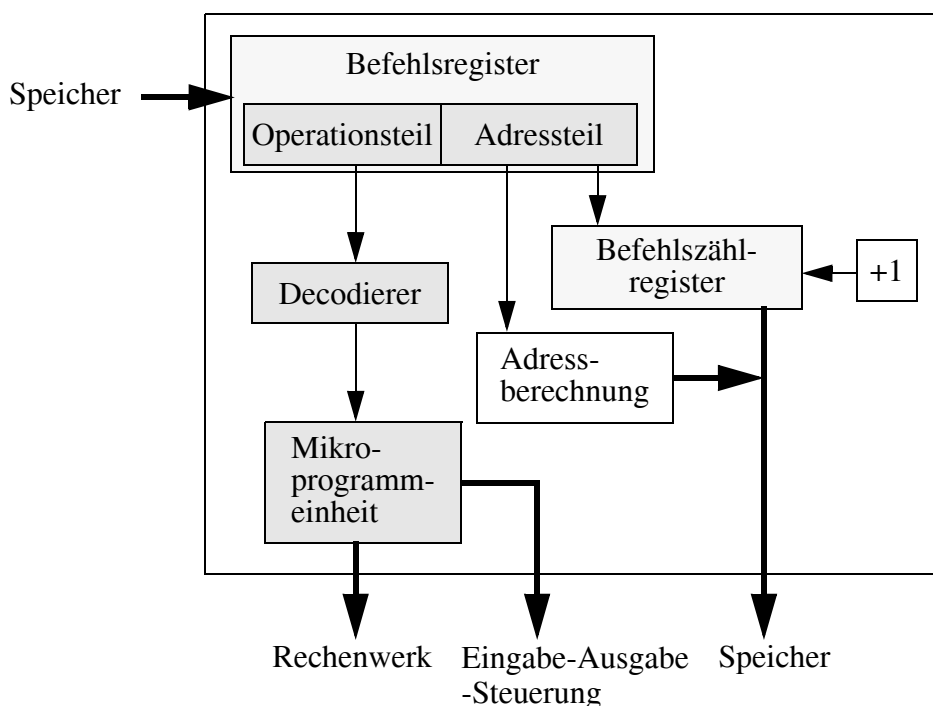 Befehlsregister
Speicher
Operationsteil
Adressteil
Befehlszähl-
register
+1
Decodierer
Adress-
berechnung
Mikro-
programm-
einheit
Rechenwerk
Eingabe-Ausgabe
-Steuerung
Speicher